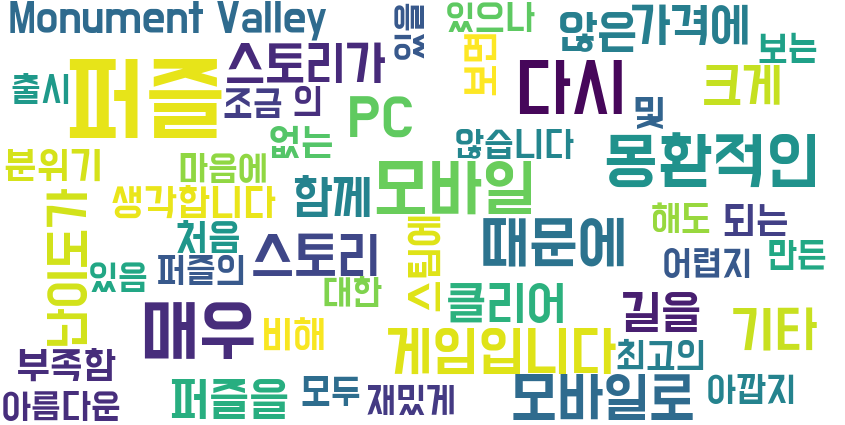 Monument Valley
있을
있으나
않은
가격에
보는
스토리가
퍼즐
번
다시
크게
출시
조금
의
PC
및
없는
않습니다
몽환적인
분위기
마음에
모바일
함께
생각합니다
난이도가
처음
스팀에
때문에
해도
되는
어렵지
만든
있음
퍼즐의
스토리
대한
클리어
길을
기타
매우
비해
게임입니다
최고의
부족함
퍼즐을
모두
재밌게
모바일로
아깝지
아름다운